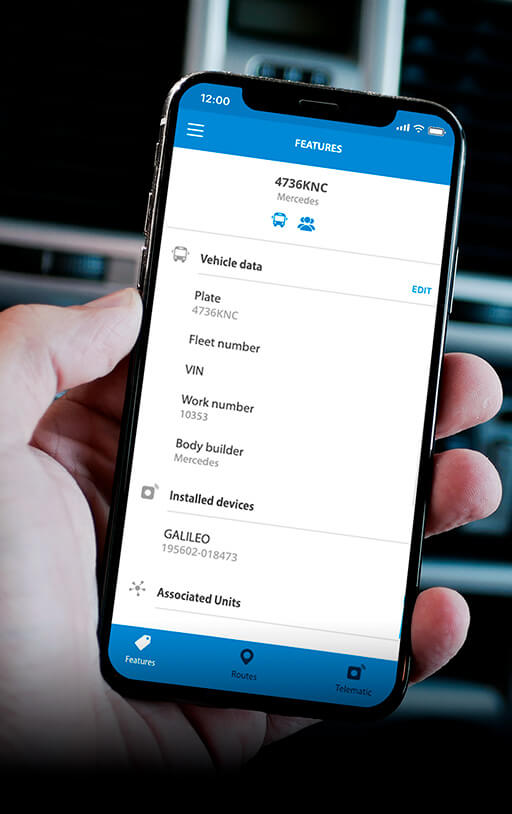 12:00
FEATURES
4736KNC
Mercedes
Vehicle data
EDIT
Plate
4736KNC
Fleet number
VIN
Work number
10353
Body builder
Mercedes
Installed devices
GALILEO
195602-018473
Associated Units
Features
Routes
Telematic